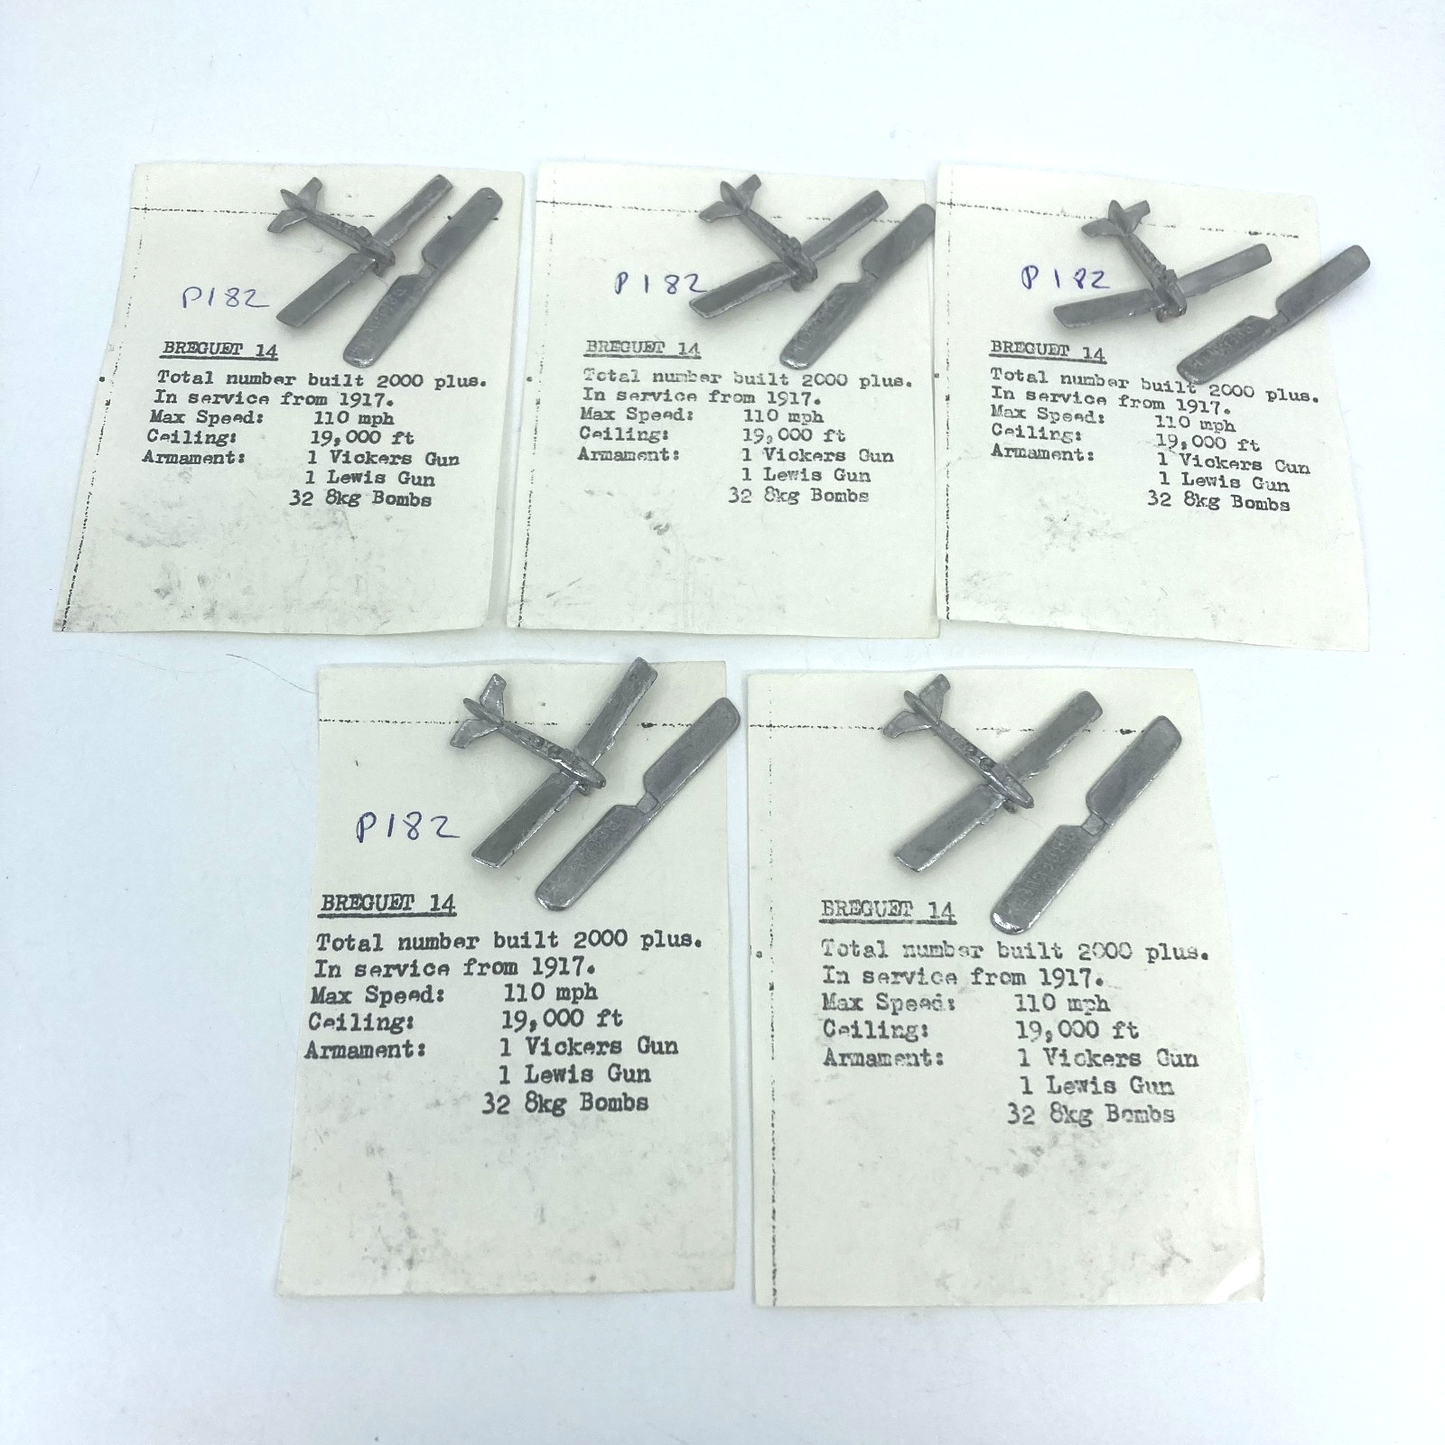 P182
BREGUET 14
Total number built 2000 plus.
In service from 1917.
Max Speed: 110 mph
Ceiling: 19,000 ft
Armament: 1 Vickers Gun
1 Lewis Gun
32 8kg Bombs
P182
BREGUET 14
Total number built 2000 plus.
In service from 1917.
Max Speed: 110 mph
Ceiling: 19,000 ft
Armament: 1 Vickers Gun
1 Lewis Gun
32 8kg Bombs
P182
BREGUET 14
Total number built 2000 plus.
In service from 1917.
Max Speed: 110 mph
Ceiling: 19,000 ft
Armament: 1 Vickers Gun
1 Lewis Gun
32 8kg Bombs
P182
BREGUET 14
Total number built 2000 plus.
In service from 1917.
Max Speed: 110 mph
Ceiling: 19,000 ft
Armament: 1 Vickers Gun
1 Lewis Gun
32 8kg Bombs
BREGUET 14
Total number built 2000 plus.
In service from 1917.
Max Speed: 110 mph
Ceiling: 19,000 ft
Armament: 1 Vickers Gun
1 Lewis Gun
32 8kg Bombs